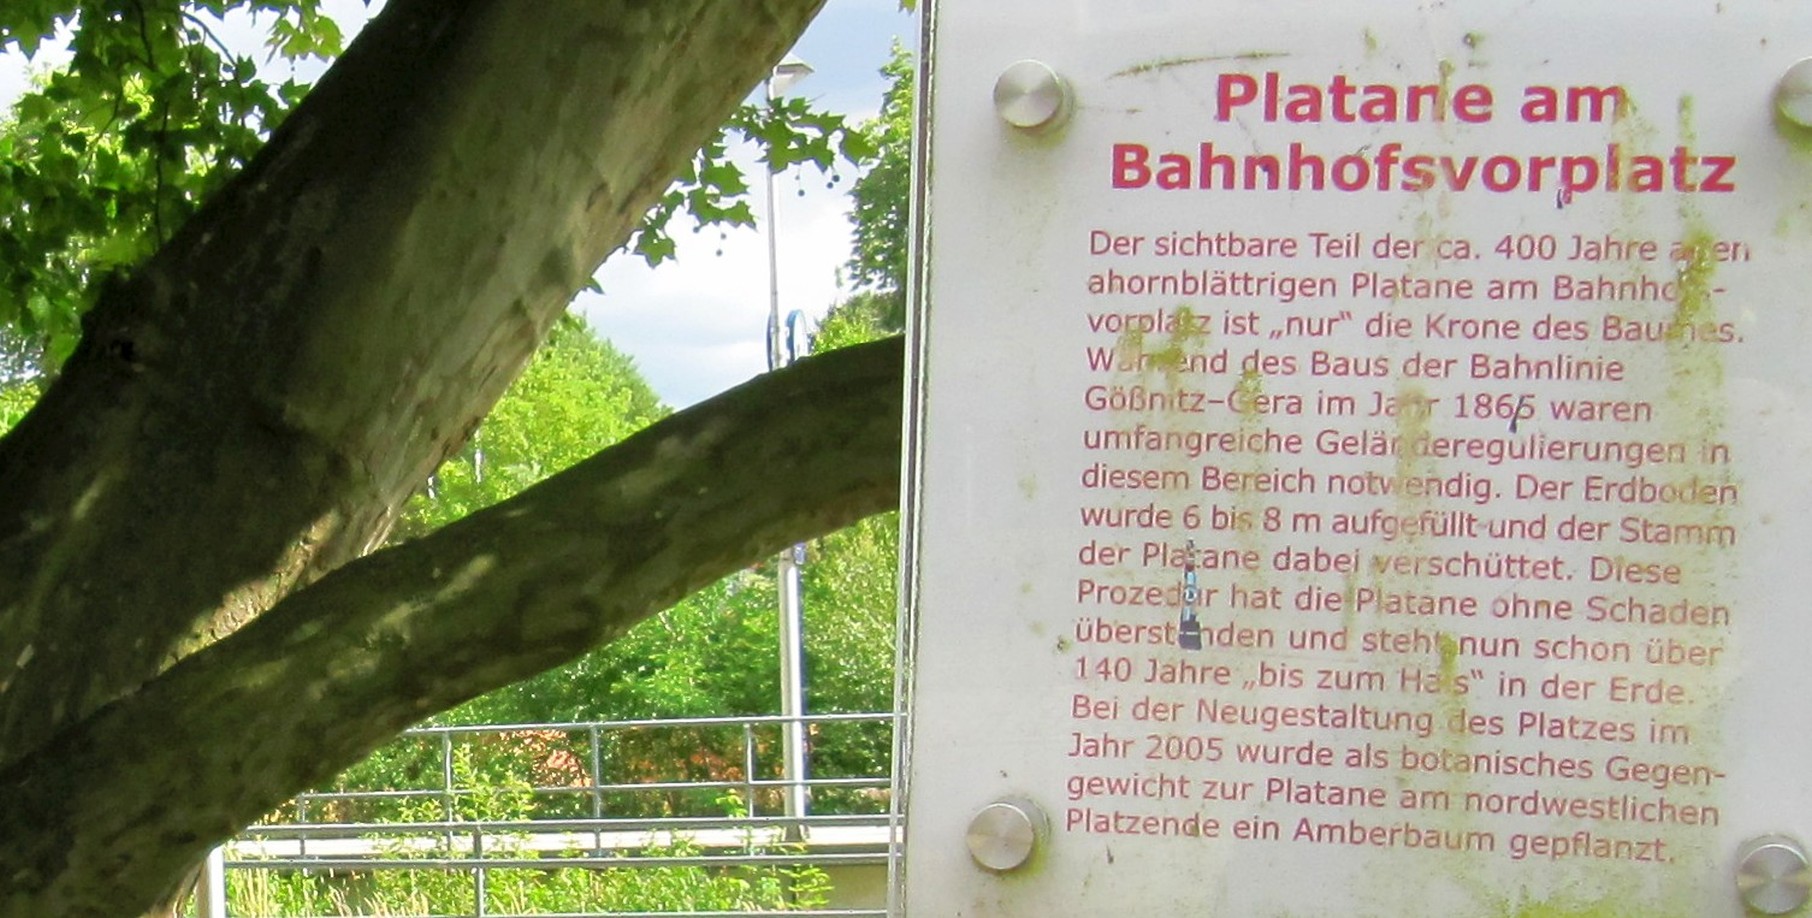 Platane am
Bahnhofsvorplatz
Der sichtbare Teil der ca. 400 Jahre alten
ahornblättrigen Platane am Bahnhofs-
vorplatz ist „nur“ die Krone des Baumes.
Während des Baus der Bahnlinie
Gößnitz–Gera im Jahr 1865 waren
umfangreiche Geländeregulierungen in
diesem Bereich notwendig. Der Erdboden
wurde 6 bis 8 m aufgefüllt und der Stamm
der Platane dabei verschüttet. Diese
Prozedur hat die Platane ohne Schaden
überstanden und steht nun schon über
140 Jahre „bis zum Hals“ in der Erde.
Bei der Neugestaltung des Platzes im
Jahr 2005 wurde als botanisches Gegen-
gewicht zur Platane am nordwestlichen
Platzende ein Amberbaum gepflanzt.